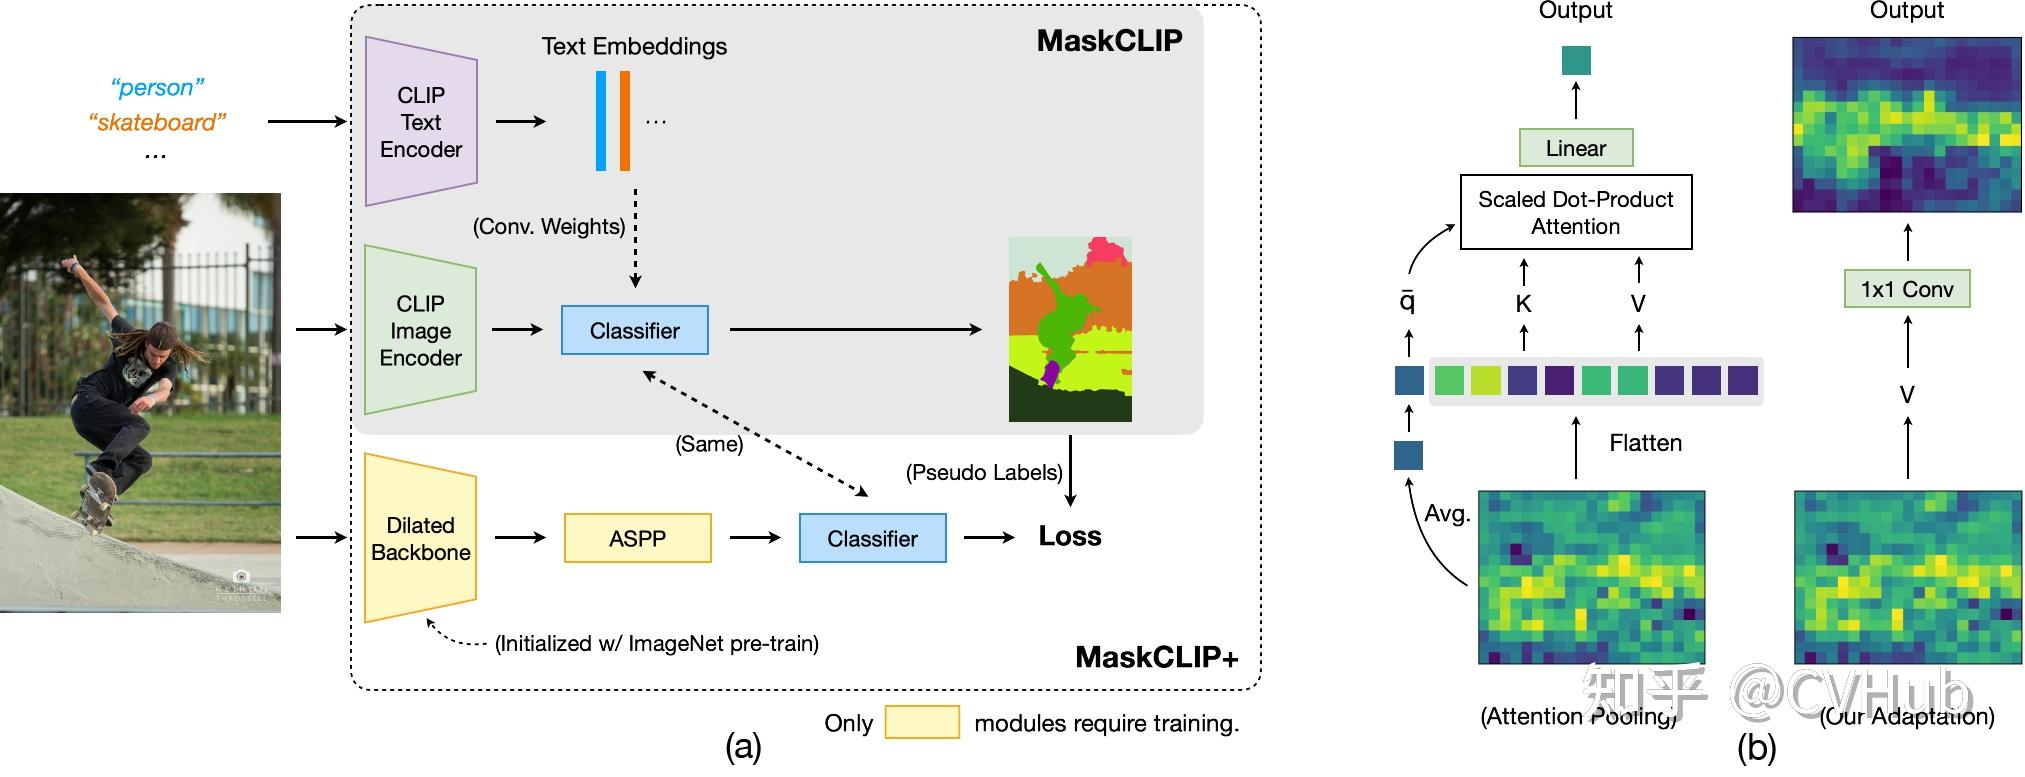 “person”
“skateboard”
...
CLIP
Text
Encoder
Text Embeddings
...
MaskCLIP
(Conv. Weights)
CLIP
Image
Encoder
Classifier
(Same)
(Pseudo Labels)
Dilated
Backbone
ASPP
Classifier
Loss
(Initialized w/ ImageNet pre-train)
MaskCLIP+
Only modules require training.
(a)
Output
Linear
Scaled Dot-Product
Attention
q̄
K
V
Flatten
Avg.
(Attention Pooling)
Output
1x1 Conv
V
(Our Adaptation)
(b)
知乎 @CVHub